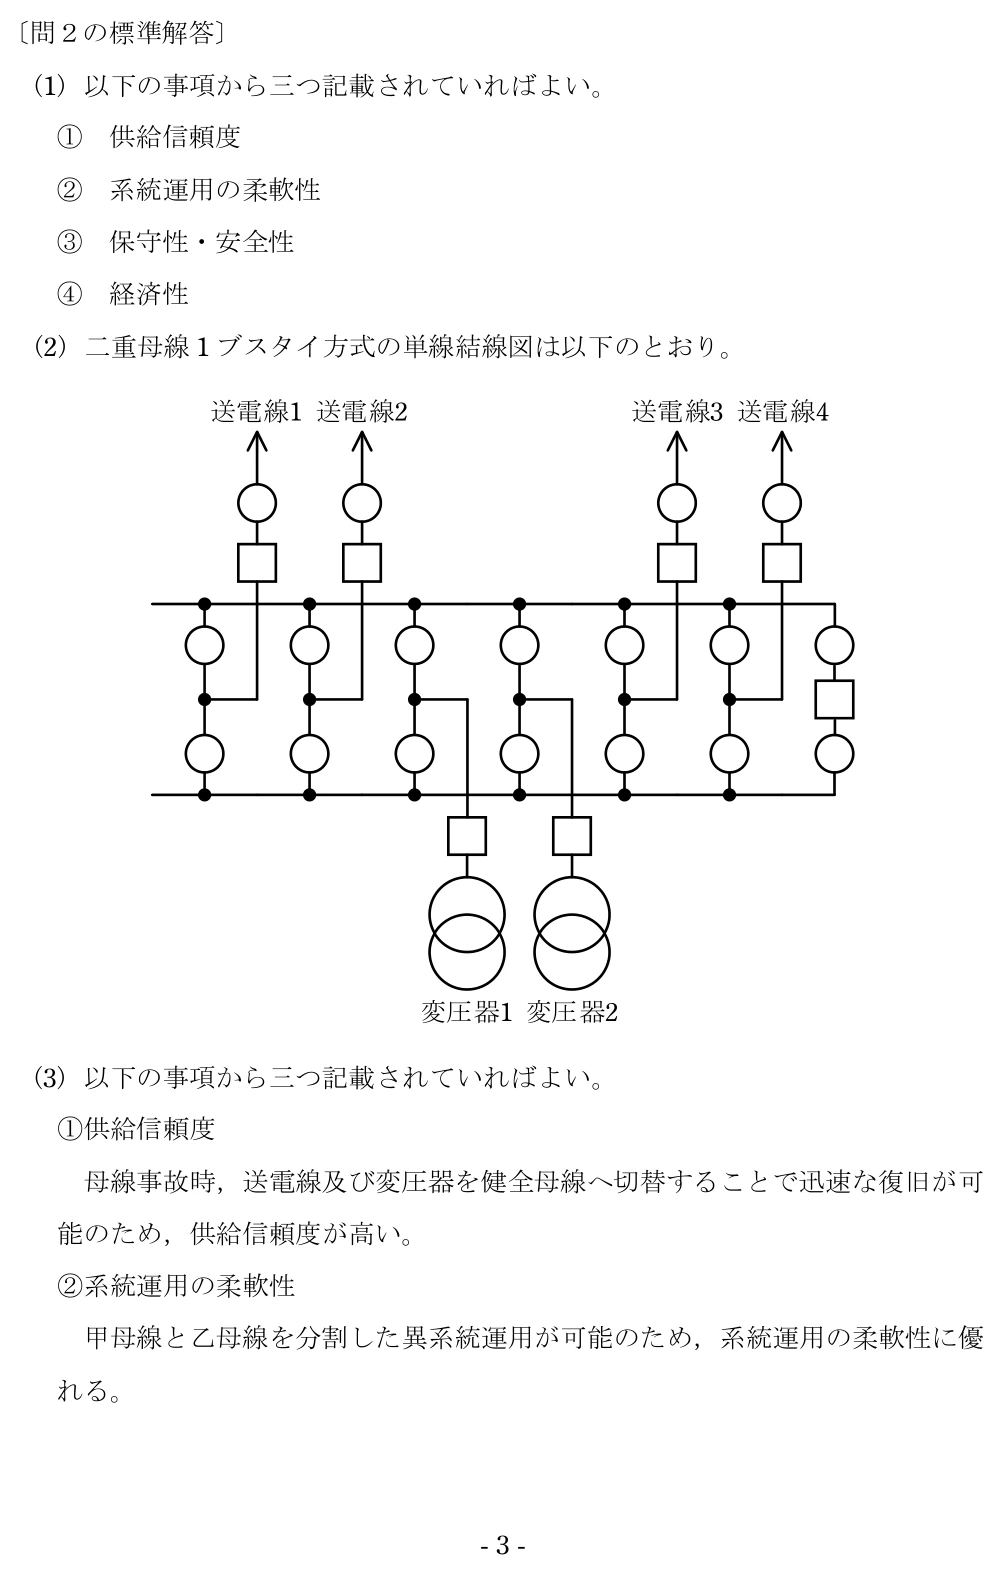 〔問２の標準解答〕
(1) 以下の事項から三つ記載されていればよい。
①　供給信頼度
②　系統運用の柔軟性
③　保守性・安全性
④　経済性
(2) 二重母線１ブスタイ方式の単線結線図は以下のとおり。
送電線1 送電線2 送電線3 送電線4
変圧器1 変圧器2
(3) 以下の事項から三つ記載されていればよい。
①供給信頼度
母線事故時，送電線及び変圧器を健全母線へ切替することで迅速な復旧が可
能のため，供給信頼度が高い。
②系統運用の柔軟性
甲母線と乙母線を分割した異系統運用が可能のため，系統運用の柔軟性に優
れる。
- 3 -